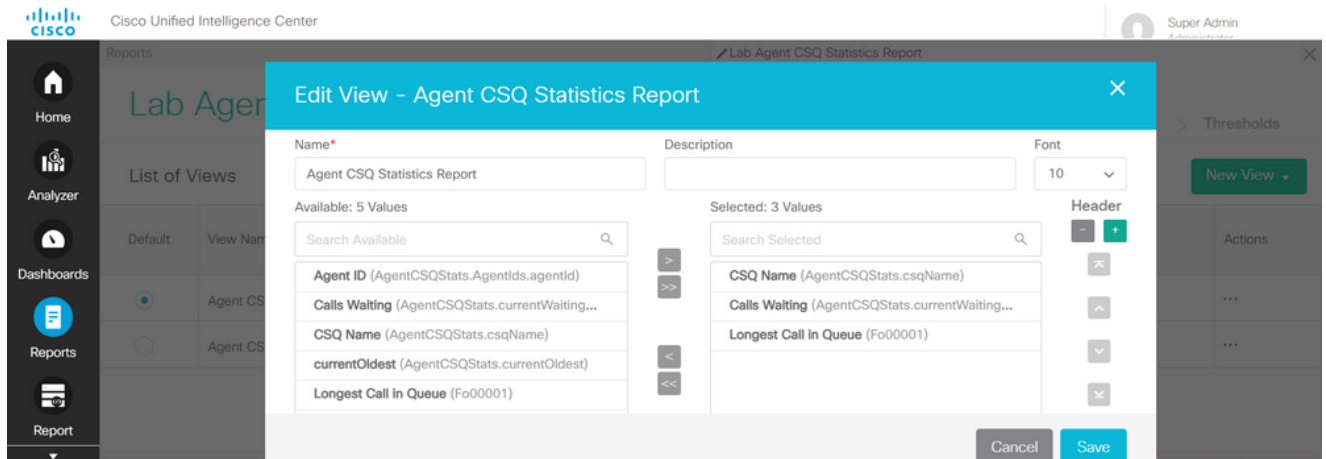 CISCO
Cisco Unified Intelligence Center
Super Admin
Administrator
Reports
Lab Agent CSQ Statistics Report
Home
Analyzer
Dashboards
Reports
Report
Lab Agen
Thresholds
List of Views
New View
Default
View Nam
Actions
Agent CS
...
Agent CS
...
Edit View - Agent CSQ Statistics Report
Name*
Description
Font
Agent CSQ Statistics Report
10
Available: 5 Values
Selected: 3 Values
Header
Search Available
Search Selected
- +
Agent ID (AgentCSQStats.AgentIds.agentId)
Calls Waiting (AgentCSQStats.currentWaiting...
CSQ Name (AgentCSQStats.csqName)
currentOldest (AgentCSQStats.currentOldest)
Longest Call in Queue (Fo00001)
>
>>
<
<<
CSQ Name (AgentCSQStats.csqName)
Calls Waiting (AgentCSQStats.currentWaiting...
Longest Call in Queue (Fo00001)
Cancel
Save